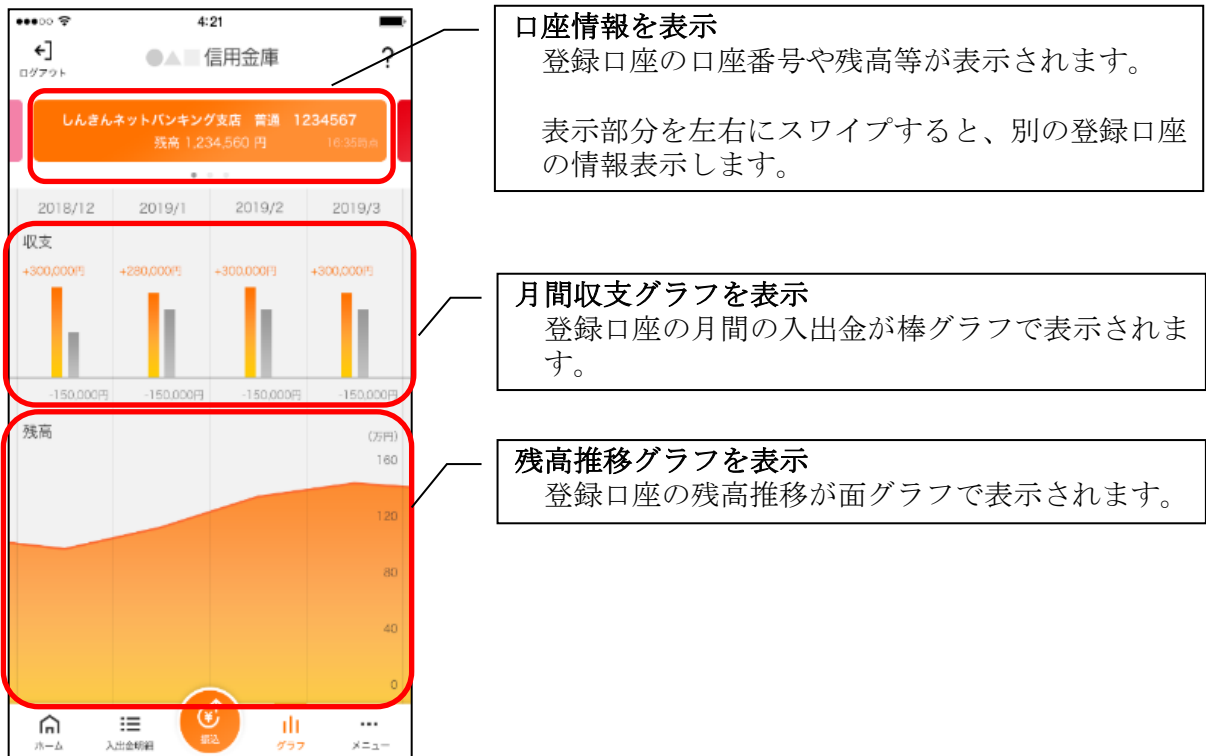 4:21
ログアウト
●▲■信用金庫
?
しんきんネットバンキング支店 普通 1234567
残高 1,234,560 円 16:35時点
2018/12 2019/1 2019/2 2019/3
収支
+300,000円 +280,000円 +300,000円 +300,000円
-150,000円 -150,000円 -150,000円 -150,000円
残高
(万円)
160
120
80
40
0
ホーム 入出金明細 振込 グラフ メニュー
口座情報を表示
登録口座の口座番号や残高等が表示されます。
表示部分を左右にスワイプすると、別の登録口座
の情報表示します。
月間収支グラフを表示
登録口座の月間の入出金が棒グラフで表示されま
す。
残高推移グラフを表示
登録口座の残高推移が面グラフで表示されます。